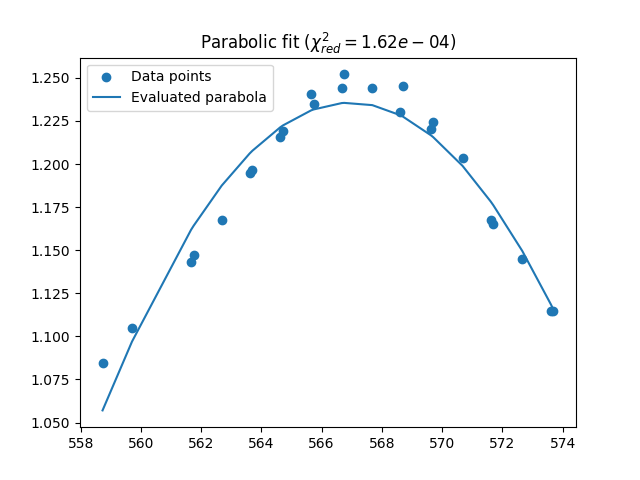 Parabolic fit (χ²_red = 1.62e − 04)
Data points
Evaluated parabola
1.250
1.225
1.200
1.175
1.150
1.125
1.100
1.075
1.050
558 560 562 564 566 568 570 572 574